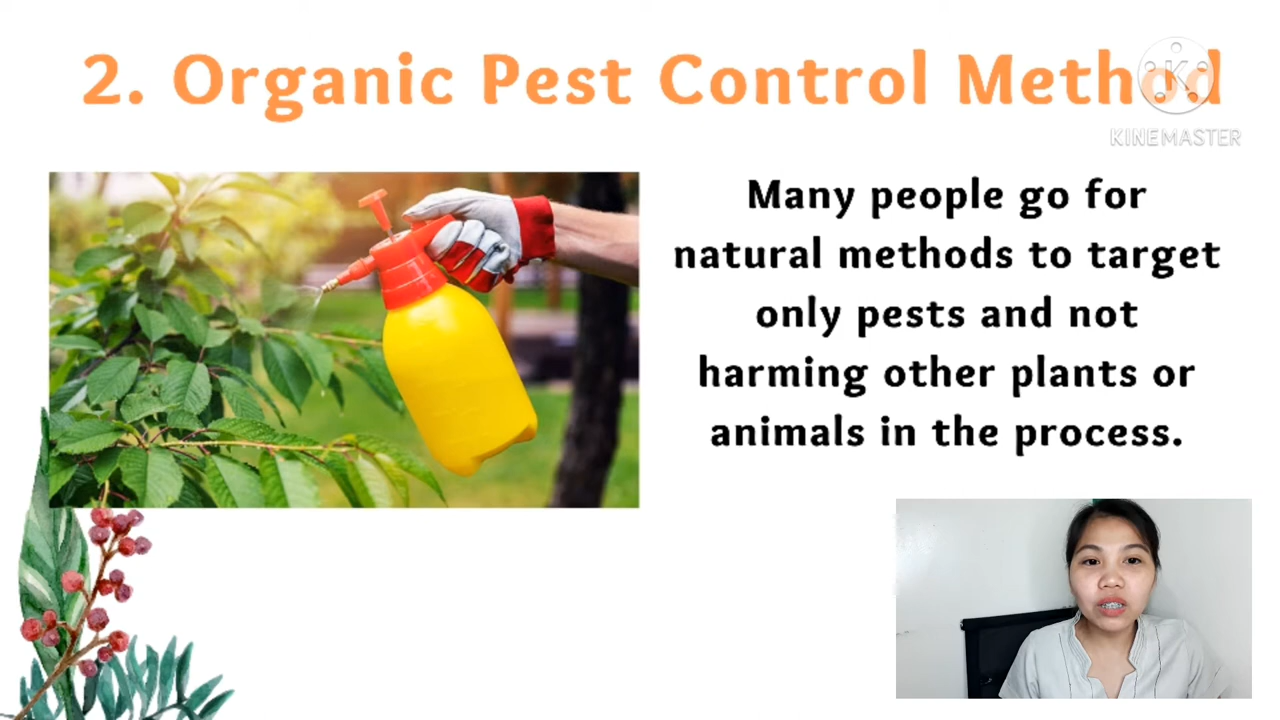 2. Organic Pest Control Method
KINEMASTER
Many people go for
natural methods to target
only pests and not
harming other plants or
animals in the process.